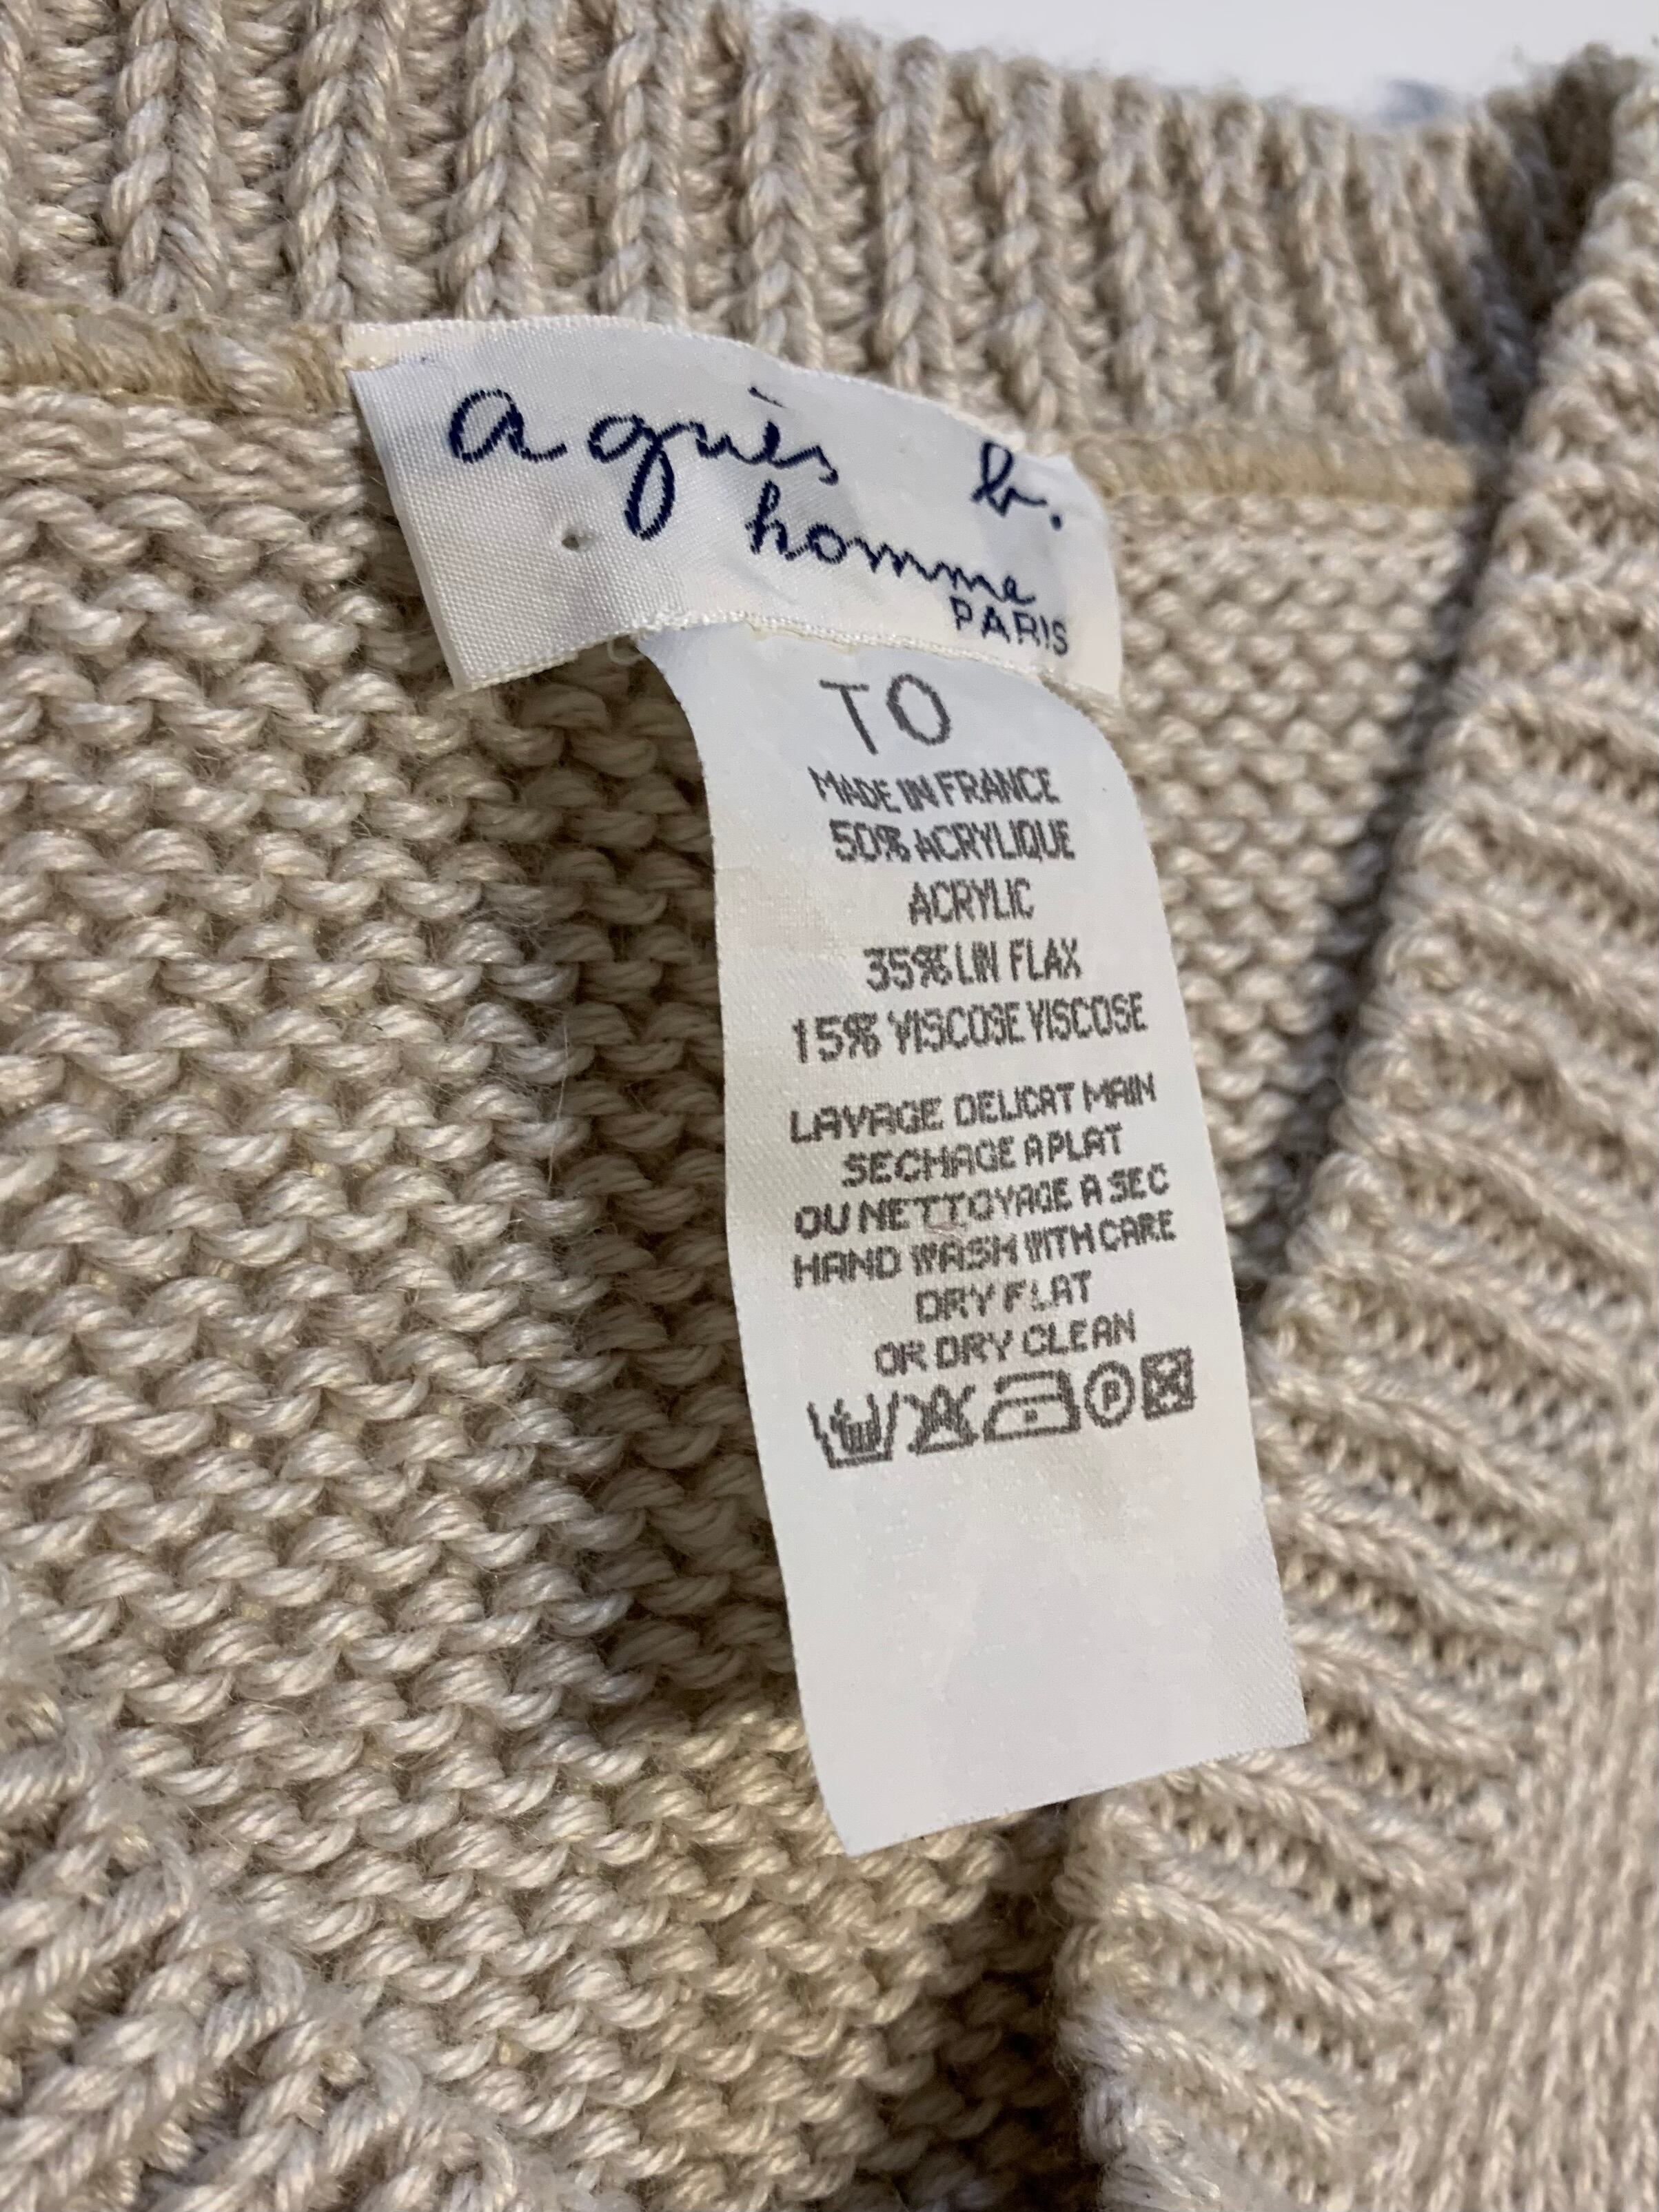 agnès b.
homme
PARIS
T0
MADE IN FRANCE
50% ACRYLIQUE
ACRYLIC
35% LIN FLAX
15% VISCOSE VISCOSE
LAVAGE DELICAT MAIN
SECHAGE A PLAT
OU NETTOYAGE A SEC
HAND WASH WITH CARE
DRY FLAT
OR DRY CLEAN
P